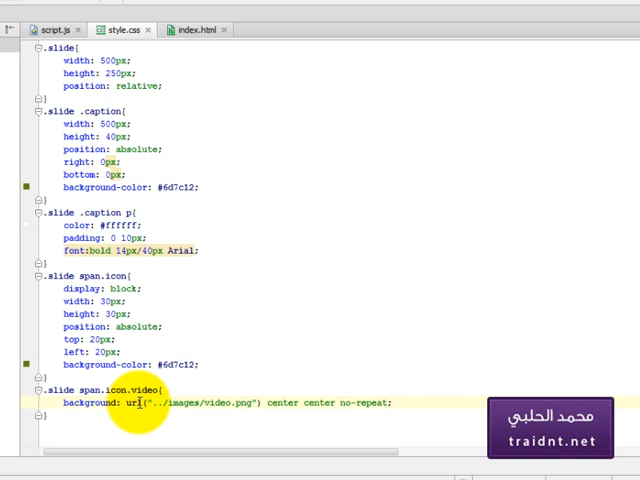 script.js
style.css
index.html
.slide{
width: 500px;
height: 250px;
position: relative;
}
.slide .caption{
width: 500px;
height: 40px;
position: absolute;
right: 0px;
bottom: 0px;
background-color: #6d7c12;
}
.slide .caption p{
color: #ffffff;
padding: 0 10px;
font:bold 14px/40px Arial;
}
.slide span.icon{
display: block;
width: 30px;
height: 30px;
position: absolute;
top: 20px;
left: 20px;
background-color: #6d7c12;
}
.slide span.icon.video{
background: url("../images/video.png") center center no-repeat;
}
محمد الحلبي
traidnt.net